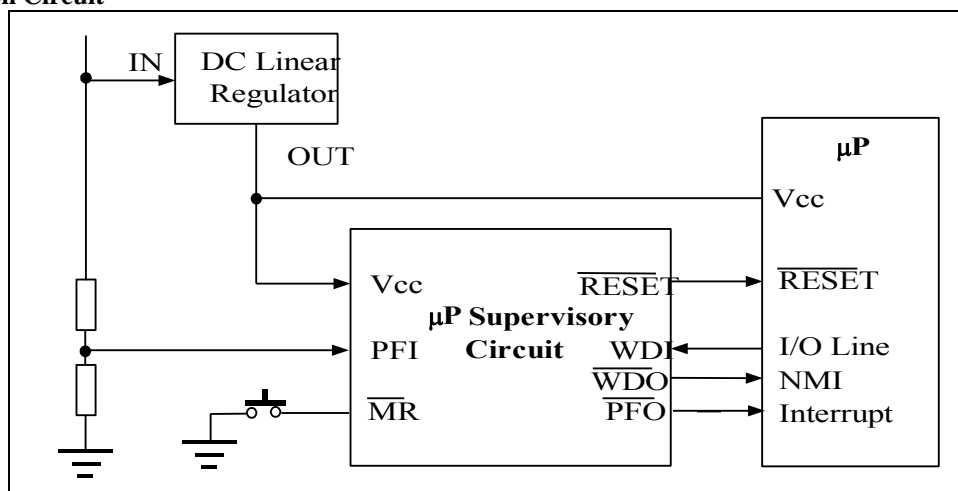 IN
DC Linear
Regulator
OUT
µP
Vcc
Vcc
RESET
RESET
µP Supervisory
Circuit
PFI
WDI
I/O Line
WDO
NMI
MR
PFO
Interrupt